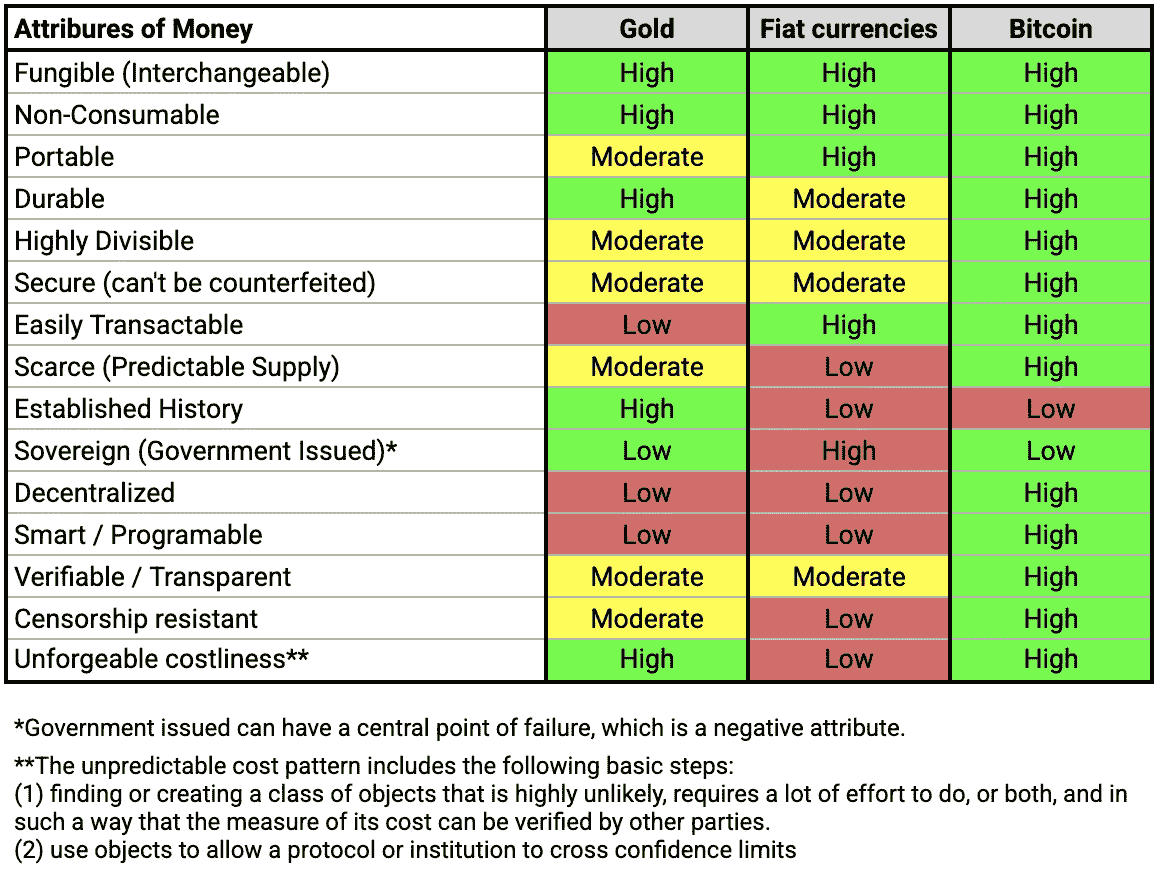 Attribures of Money Gold Fiat currencies Bitcoin
Fungible (Interchangeable) High High High
Non-Consumable High High High
Portable Moderate High High
Durable High Moderate High
Highly Divisible Moderate Moderate High
Secure (can't be counterfeited) Moderate Moderate High
Easily Transactable Low High High
Scarce (Predictable Supply) Moderate Low High
Established History High Low Low
Sovereign (Government Issued)* Low High Low
Decentralized Low Low High
Smart / Programable Low Low High
Verifiable / Transparent Moderate Moderate High
Censorship resistant Moderate Low High
Unforgeable costliness** High Low High
*Government issued can have a central point of failure, which is a negative attribute.
**The unpredictable cost pattern includes the following basic steps:
(1) finding or creating a class of objects that is highly unlikely, requires a lot of effort to do, or both, and in
such a way that the measure of its cost can be verified by other parties.
(2) use objects to allow a protocol or institution to cross confidence limits